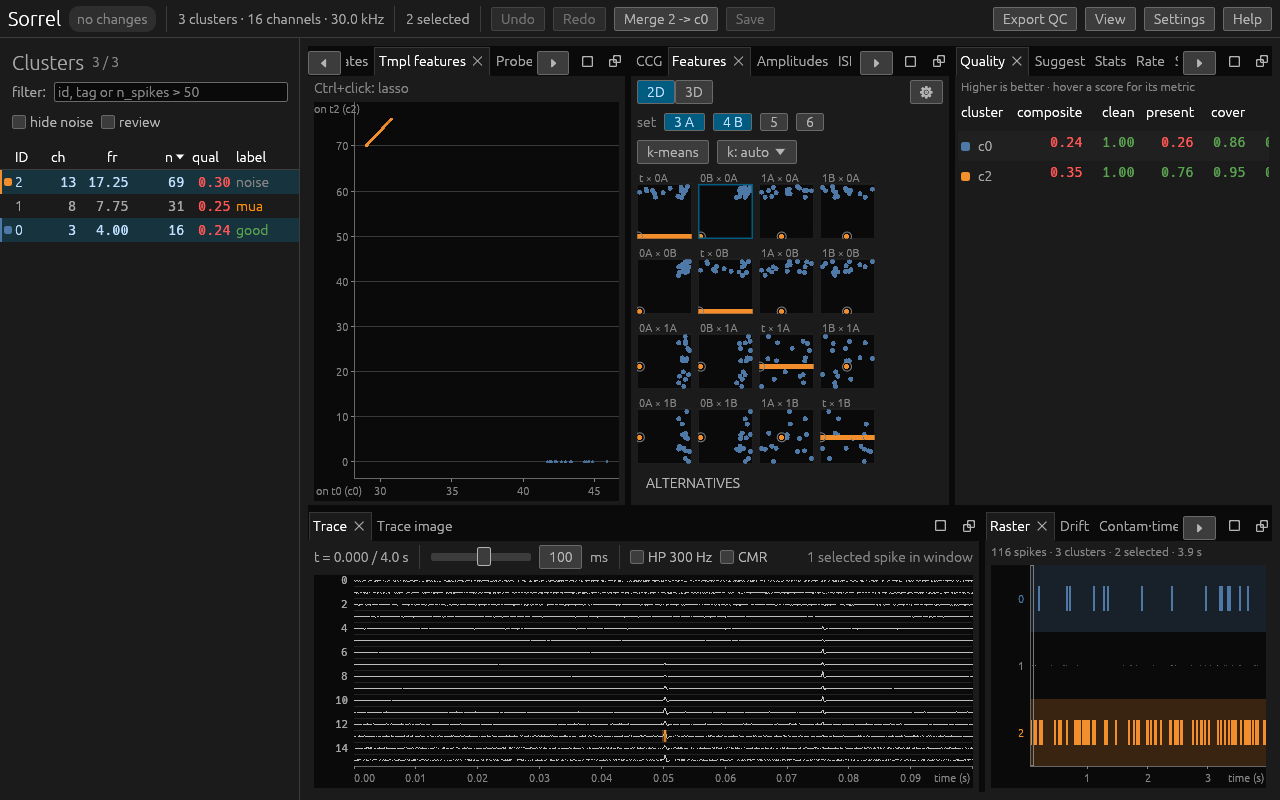 Sorrel no changes 3 clusters · 16 channels · 30.0 kHz 2 selected Undo Redo Merge 2 -> c0 Save Export QC View Settings Help
Clusters 3 / 3
filter: id, tag or n_spikes > 50
hide noise review
ID ch fr n qual label
2 13 17.25 69 0.30 noise
1 8 7.75 31 0.25 mua
0 3 4.00 16 0.24 good
ates Tmpl features Probe
Ctrl+click: lasso
on t2 (c2)
70
60
50
40
30
20
10
0
on t0 (c0) 30 35 40 45
CCG Features Amplitudes ISI
2D 3D
set 3 A 4 B 5 6
k-means k: auto
t × 0A 0B × 0A 1A × 0A 1B × 0A
0A × 0B t × 0B 1A × 0B 1B × 0B
0A × 1A 0B × 1A t × 1A 1B × 1A
0A × 1B 0B × 1B 1A × 1B t × 1B
ALTERNATIVES
Quality Suggest Stats Rate
Higher is better · hover a score for its metric
cluster composite clean present cover
c0 0.24 1.00 0.26 0.86
c2 0.35 1.00 0.76 0.95
Trace Trace image
t = 0.000 / 4.0 s 100 ms HP 300 Hz CMR 1 selected spike in window
0
2
4
6
8
10
12
14
0.00 0.01 0.02 0.03 0.04 0.05 0.06 0.07 0.08 0.09 time (s)
Raster Drift Contam·time
116 spikes · 3 clusters · 2 selected · 3.9 s
0
1
2
1 2 3 time (s)